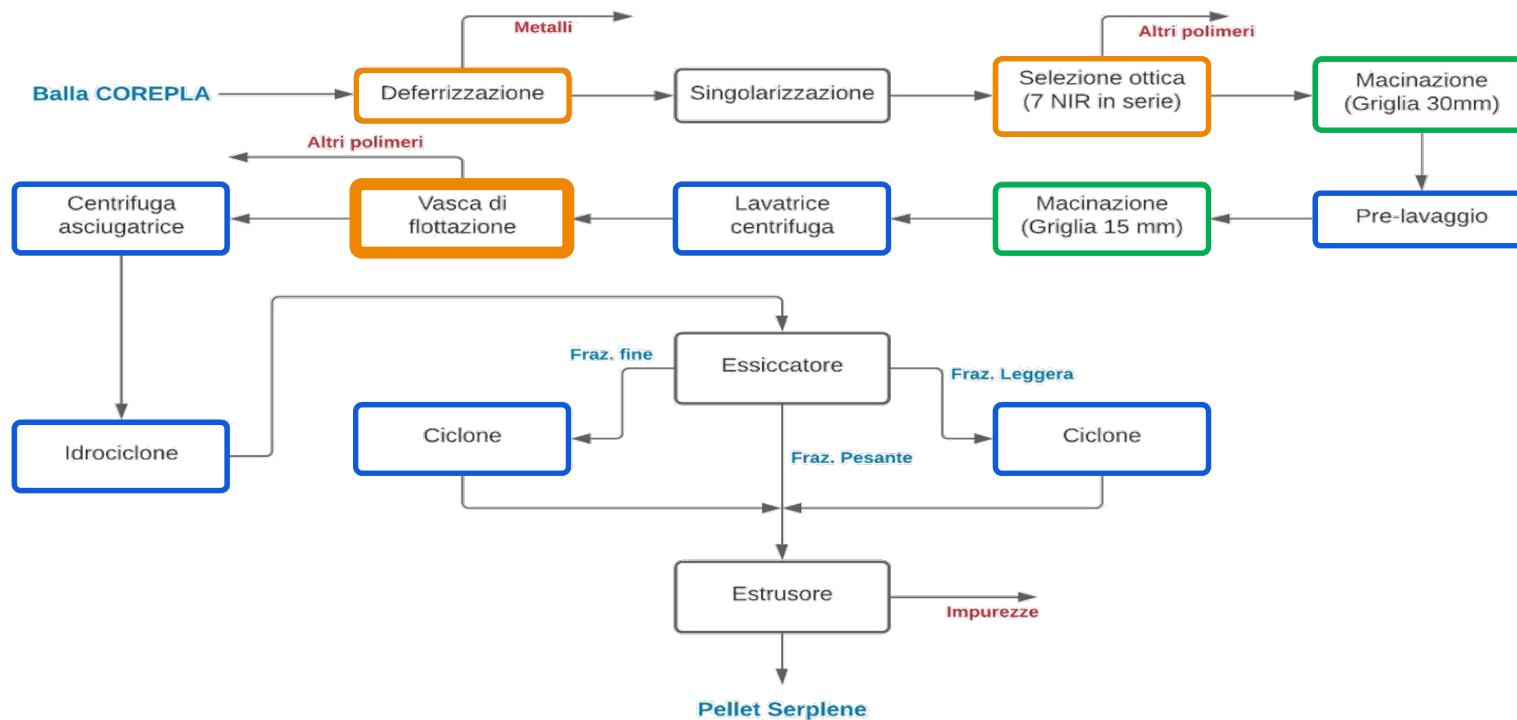 Metalli
Altri polimeri
Balla COREPLA
Deferrizzazione
Singolarizzazione
Selezione ottica
(7 NIR in serie)
Macinazione
(Griglia 30mm)
Altri polimeri
Centrifuga
asciugatrice
Vasca di
flottazione
Lavatrice
centrifuga
Macinazione
(Griglia 15 mm)
Pre-lavaggio
Fraz. fine
Essiccatore
Fraz. Leggera
Idrociclone
Ciclone
Fraz. Pesante
Ciclone
Estrusore
Impurezze
Pellet Serplene